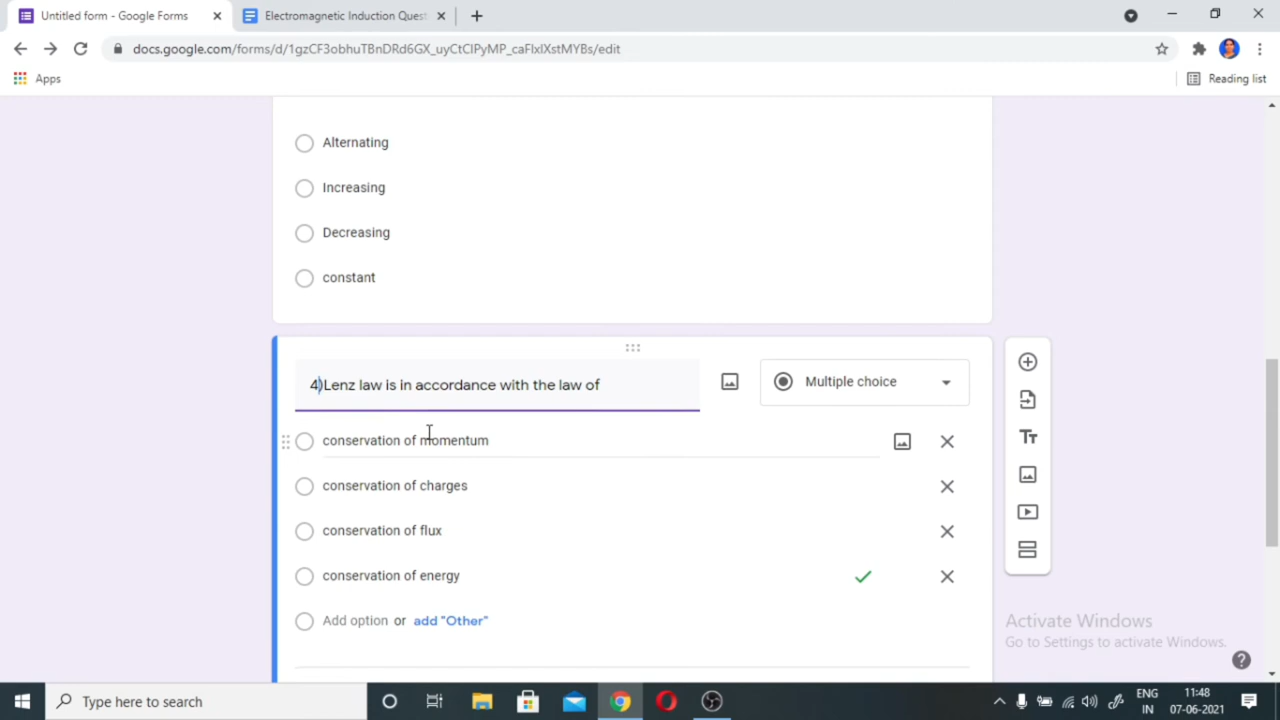 Untitled form - Google Forms
Electromagnetic Induction Quest
docs.google.com/forms/d/1gzCF3obhuTBnDRd6GX_uyCtCIPyMP_caFlxIXstMYBs/edit
Apps
Reading list
Alternating
Increasing
Decreasing
constant
4)Lenz law is in accordance with the law of
Multiple choice
conservation of momentum
conservation of charges
conservation of flux
conservation of energy
Add option or add "Other"
Tт
Activate Windows
Go to Settings to activate Windows.
Type here to search
ENG
IN
11:48
07-06-2021